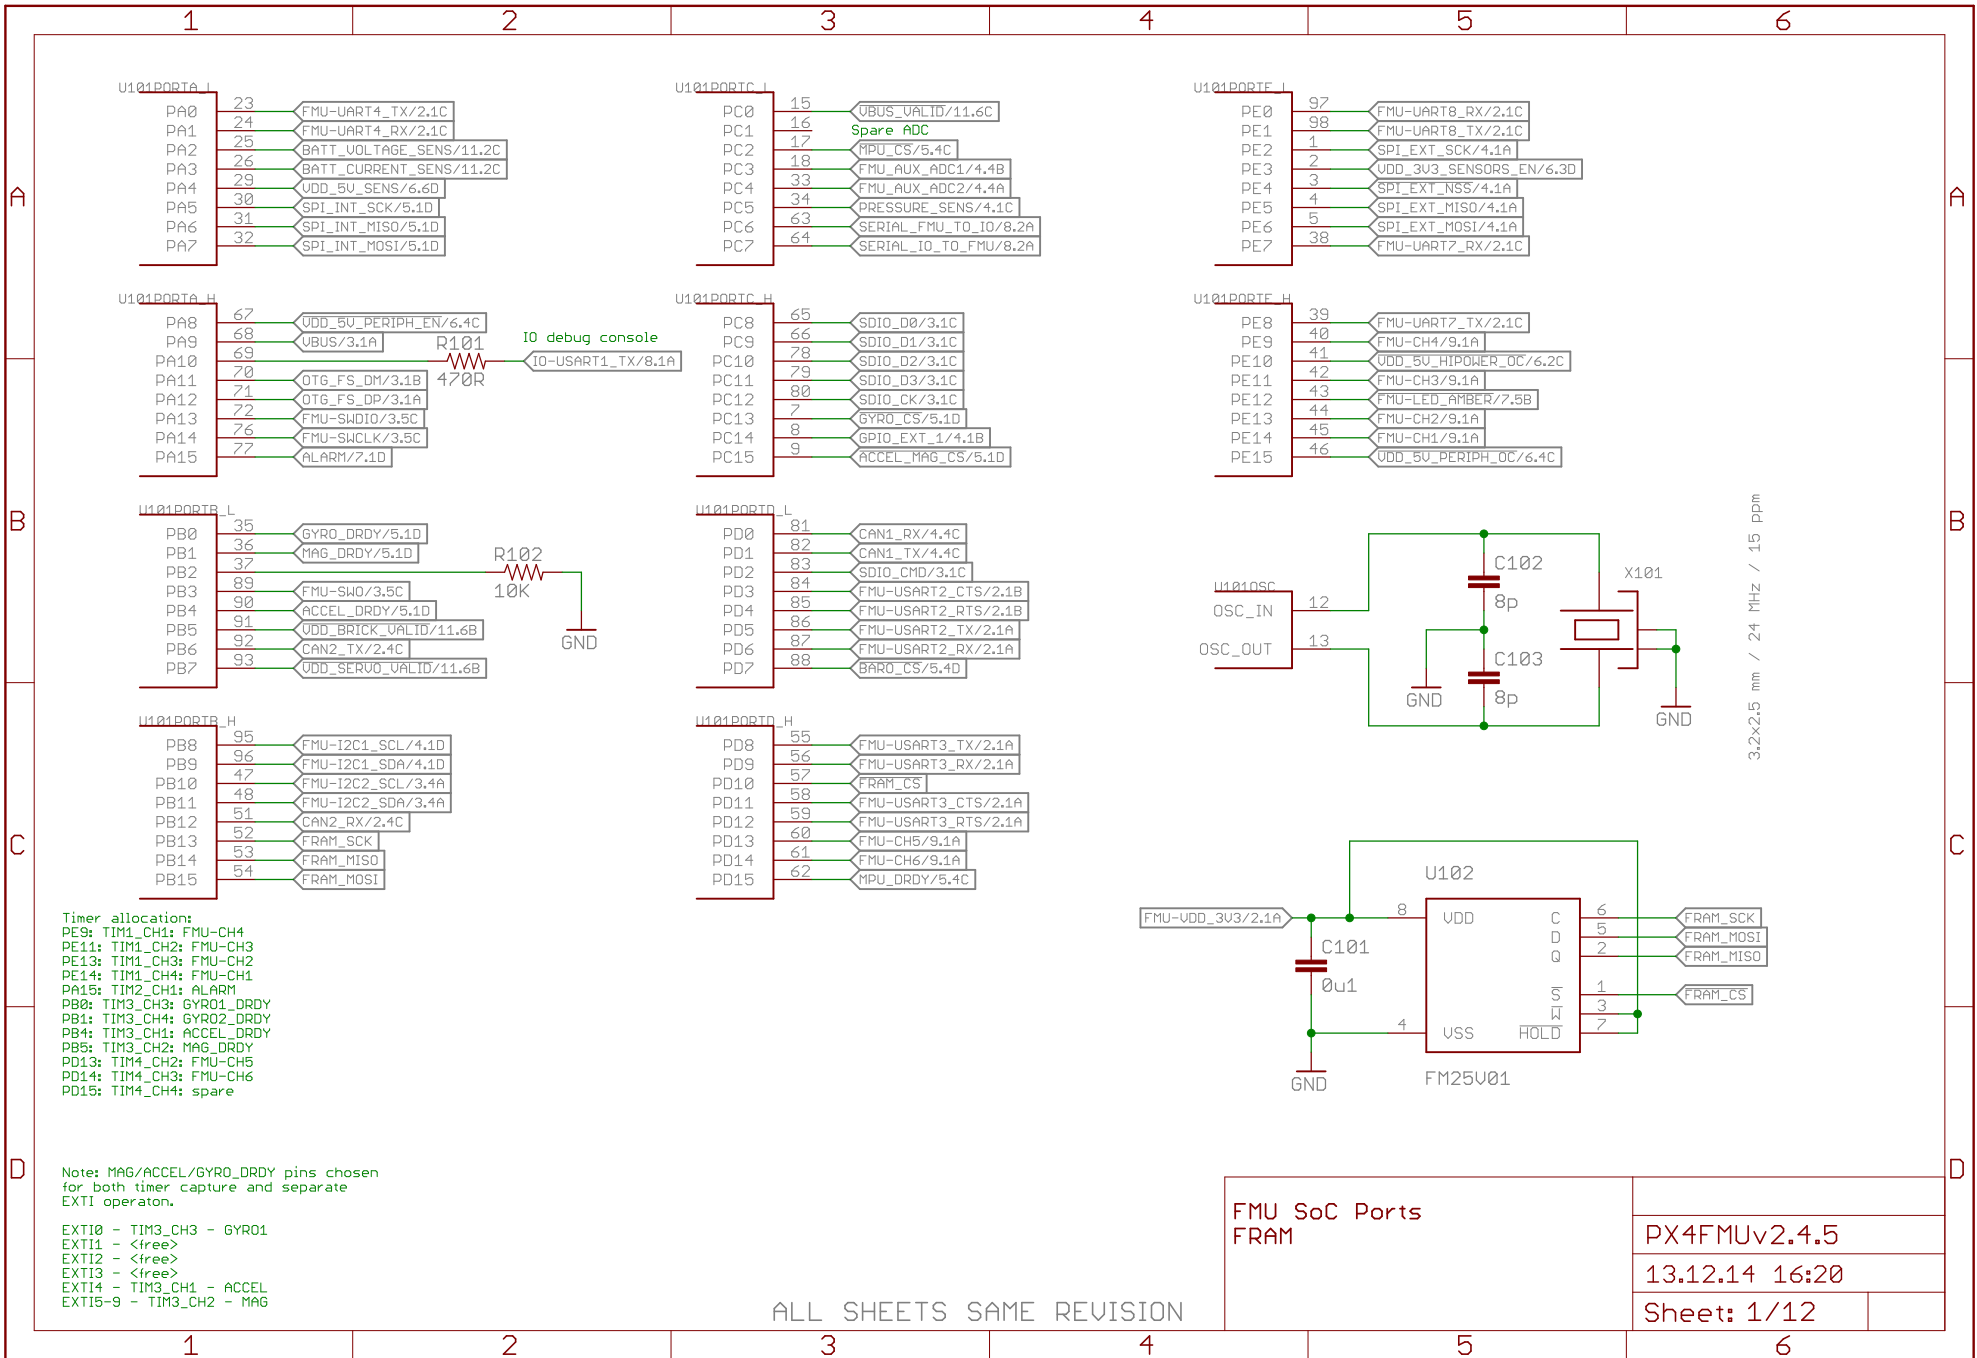 1 2 3 4 5 6
A
B
C
D
A
B
C
D
U101PORTA_L
PA0 23 FMU-UART4_TX/2.1C
PA1 24 FMU-UART4_RX/2.1C
PA2 25 BATT_VOLTAGE_SENS/11.2C
PA3 26 BATT_CURRENT_SENS/11.2C
PA4 29 VDD_5V_SENS/6.6D
PA5 30 SPI_INT_SCK/5.1D
PA6 31 SPI_INT_MISO/5.1D
PA7 32 SPI_INT_MOSI/5.1D
U101PORTA_H
PA8 67 VDD_5V_PERIPH_EN/6.4C
PA9 68 VBUS/3.1A
PA10 69 R101 470R IO-USART1_TX/8.1A
IO debug console
PA11 70 OTG_FS_DM/3.1B
PA12 71 OTG_FS_DP/3.1A
PA13 72 FMU-SWDIO/3.5C
PA14 76 FMU-SWCLK/3.5C
PA15 77 ALARM/7.1D
U101PORTB_L
PB0 35 GYRO_DRDY/5.1D
PB1 36 MAG_DRDY/5.1D
PB2 37 R102 10K GND
PB3 89 FMU-SWO/3.5C
PB4 90 ACCEL_DRDY/5.1D
PB5 91 VDD_BRICK_VALID/11.6B
PB6 92 CAN2_TX/2.4C
PB7 93 VDD_SERVO_VALID/11.6B
U101PORTB_H
PB8 95 FMU-I2C1_SCL/4.1D
PB9 96 FMU-I2C1_SDA/4.1D
PB10 47 FMU-I2C2_SCL/3.4A
PB11 48 FMU-I2C2_SDA/3.4A
PB12 51 CAN2_RX/2.4C
PB13 52 FRAM_SCK
PB14 53 FRAM_MISO
PB15 54 FRAM_MOSI
U101PORTC_L
PC0 15 VBUS_VALID/11.6C
PC1 16 Spare ADC
PC2 17 MPU_CS/5.4C
PC3 18 FMU_AUX_ADC1/4.4B
PC4 33 FMU_AUX_ADC2/4.4A
PC5 34 PRESSURE_SENS/4.1C
PC6 63 SERIAL_FMU_TO_IO/8.2A
PC7 64 SERIAL_IO_TO_FMU/8.2A
U101PORTC_H
PC8 65 SDIO_D0/3.1C
PC9 66 SDIO_D1/3.1C
PC10 78 SDIO_D2/3.1C
PC11 79 SDIO_D3/3.1C
PC12 80 SDIO_CK/3.1C
PC13 7 GYRO_CS/5.1D
PC14 8 GPIO_EXT_1/4.1B
PC15 9 ACCEL_MAG_CS/5.1D
U101PORTD_L
PD0 81 CAN1_RX/4.4C
PD1 82 CAN1_TX/4.4C
PD2 83 SDIO_CMD/3.1C
PD3 84 FMU-USART2_CTS/2.1B
PD4 85 FMU-USART2_RTS/2.1B
PD5 86 FMU-USART2_TX/2.1A
PD6 87 FMU-USART2_RX/2.1A
PD7 88 BARO_CS/5.4D
U101PORTD_H
PD8 55 FMU-USART3_TX/2.1A
PD9 56 FMU-USART3_RX/2.1A
PD10 57 FRAM_CS
PD11 58 FMU-USART3_CTS/2.1A
PD12 59 FMU-USART3_RTS/2.1A
PD13 60 FMU-CH5/9.1A
PD14 61 FMU-CH6/9.1A
PD15 62 MPU_DRDY/5.4C
U101PORTE_L
PE0 97 FMU-UART8_RX/2.1C
PE1 98 FMU-UART8_TX/2.1C
PE2 1 SPI_EXT_SCK/4.1A
PE3 2 VDD_3V3_SENSORS_EN/6.3D
PE4 3 SPI_EXT_NSS/4.1A
PE5 4 SPI_EXT_MISO/4.1A
PE6 5 SPI_EXT_MOSI/4.1A
PE7 38 FMU-UART7_RX/2.1C
U101PORTE_H
PE8 39 FMU-UART7_TX/2.1C
PE9 40 FMU-CH4/9.1A
PE10 41 VDD_5V_HIPOWER_OC/6.2C
PE11 42 FMU-CH3/9.1A
PE12 43 FMU-LED_AMBER/7.5B
PE13 44 FMU-CH2/9.1A
PE14 45 FMU-CH1/9.1A
PE15 46 VDD_5V_PERIPH_OC/6.4C
U101OSC
OSC_IN 12
OSC_OUT 13
C102
8p
C103
8p
GND
X101
GND
3.2x2.5 mm / 24 MHz / 15 ppm
U102
FMU-VDD_3V3/2.1A
8 VDD
C101
0u1
4 VSS
GND
C 6 FRAM_SCK
D 5 FRAM_MOSI
Q 2 FRAM_MISO
S 1 FRAM_CS
W 3
HOLD 7
FM25V01
Timer allocation:
PE9: TIM1_CH1: FMU-CH4
PE11: TIM1_CH2: FMU-CH3
PE13: TIM1_CH3: FMU-CH2
PE14: TIM1_CH4: FMU-CH1
PA15: TIM2_CH1: ALARM
PB0: TIM3_CH3: GYRO1_DRDY
PB1: TIM3_CH4: GYRO2_DRDY
PB4: TIM3_CH1: ACCEL_DRDY
PB5: TIM3_CH2: MAG_DRDY
PD13: TIM4_CH2: FMU-CH5
PD14: TIM4_CH3: FMU-CH6
PD15: TIM4_CH4: spare
Note: MAG/ACCEL/GYRO_DRDY pins chosen
for both timer capture and separate
EXTI operaton.
EXTI0 - TIM3_CH3 - GYRO1
EXTI1 - <free>
EXTI2 - <free>
EXTI3 - <free>
EXTI4 - TIM3_CH1 - ACCEL
EXTI5-9 - TIM3_CH2 - MAG
ALL SHEETS SAME REVISION
FMU SoC Ports
FRAM
PX4FMUv2.4.5
13.12.14 16:20
Sheet: 1/12
1 2 3 4 5 6